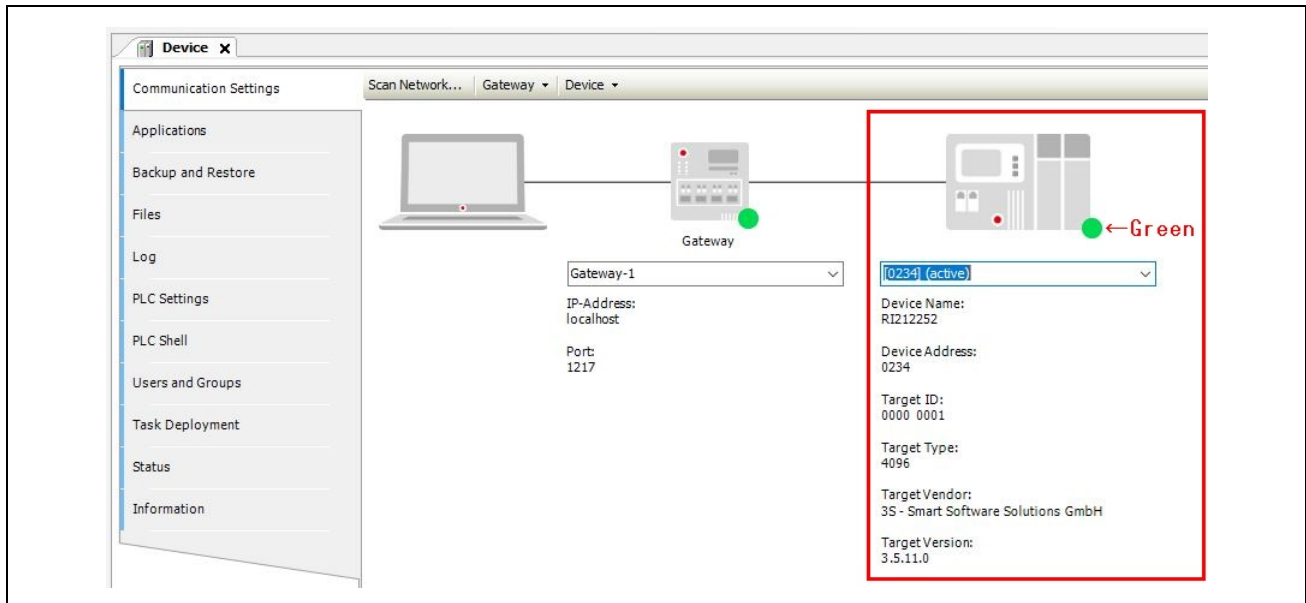 Device
Communication Settings
Applications
Backup and Restore
Files
Log
PLC Settings
PLC Shell
Users and Groups
Task Deployment
Status
Information
Scan Network... Gateway Device
Gateway
Gateway-1
IP-Address:
localhost
Port:
1217
←Green
[0234] (active)
Device Name:
RI212252
Device Address:
0234
Target ID:
0000 0001
Target Type:
4096
Target Vendor:
3S - Smart Software Solutions GmbH
Target Version:
3.5.11.0